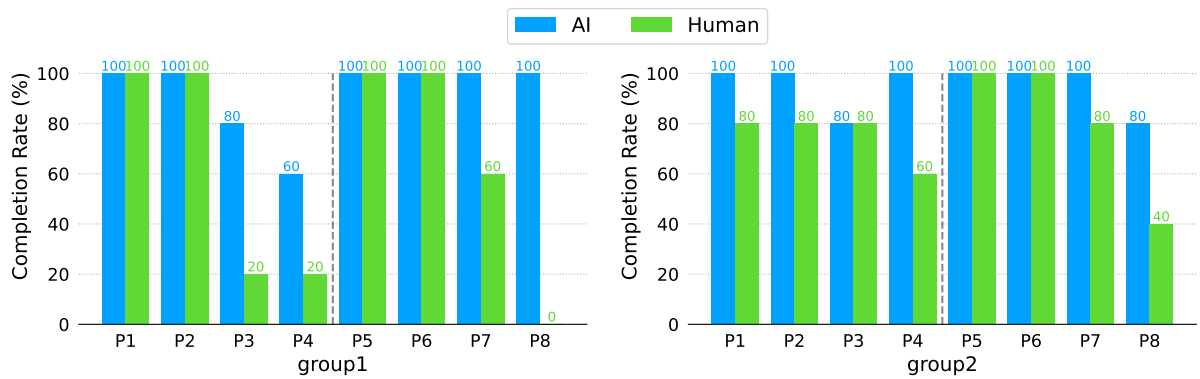 AI Human
100 100 100 100 80 20 60 20 100 100 100 100 100 60 100 0
Completion Rate (%)
100
80
60
40
20
0
P1 P2 P3 P4 P5 P6 P7 P8
group1
100 80 100 80 80 80 100 60 100 100 100 100 100 80 80 40
Completion Rate (%)
100
80
60
40
20
0
P1 P2 P3 P4 P5 P6 P7 P8
group2